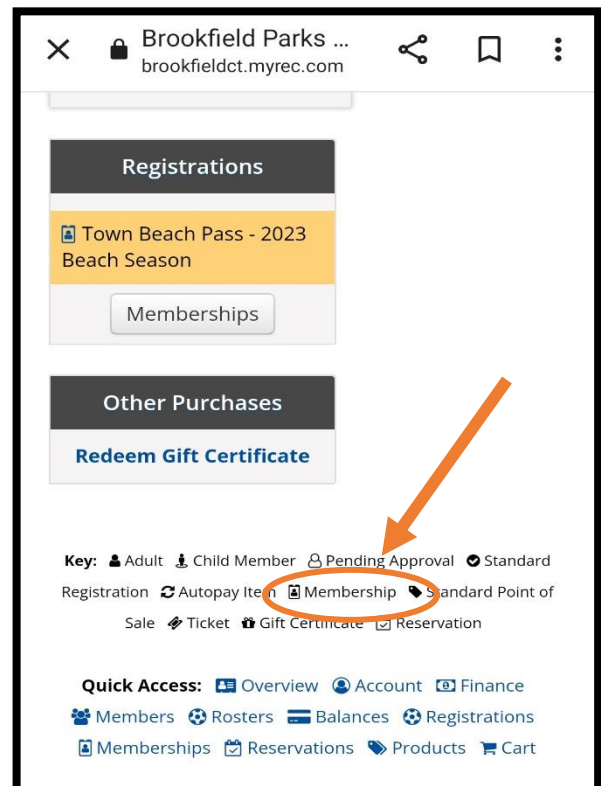 Brookfield Parks ...
brookfieldct.myrec.com
Registrations
Town Beach Pass - 2023
Beach Season
Memberships
Other Purchases
Redeem Gift Certificate
Key: Adult Child Member Pending Approval Standard
Registration Autopay Item Membership Standard Point of
Sale Ticket Gift Certificate Reservation
Quick Access: Overview Account Finance
Members Rosters Balances Registrations
Memberships Reservations Products Cart